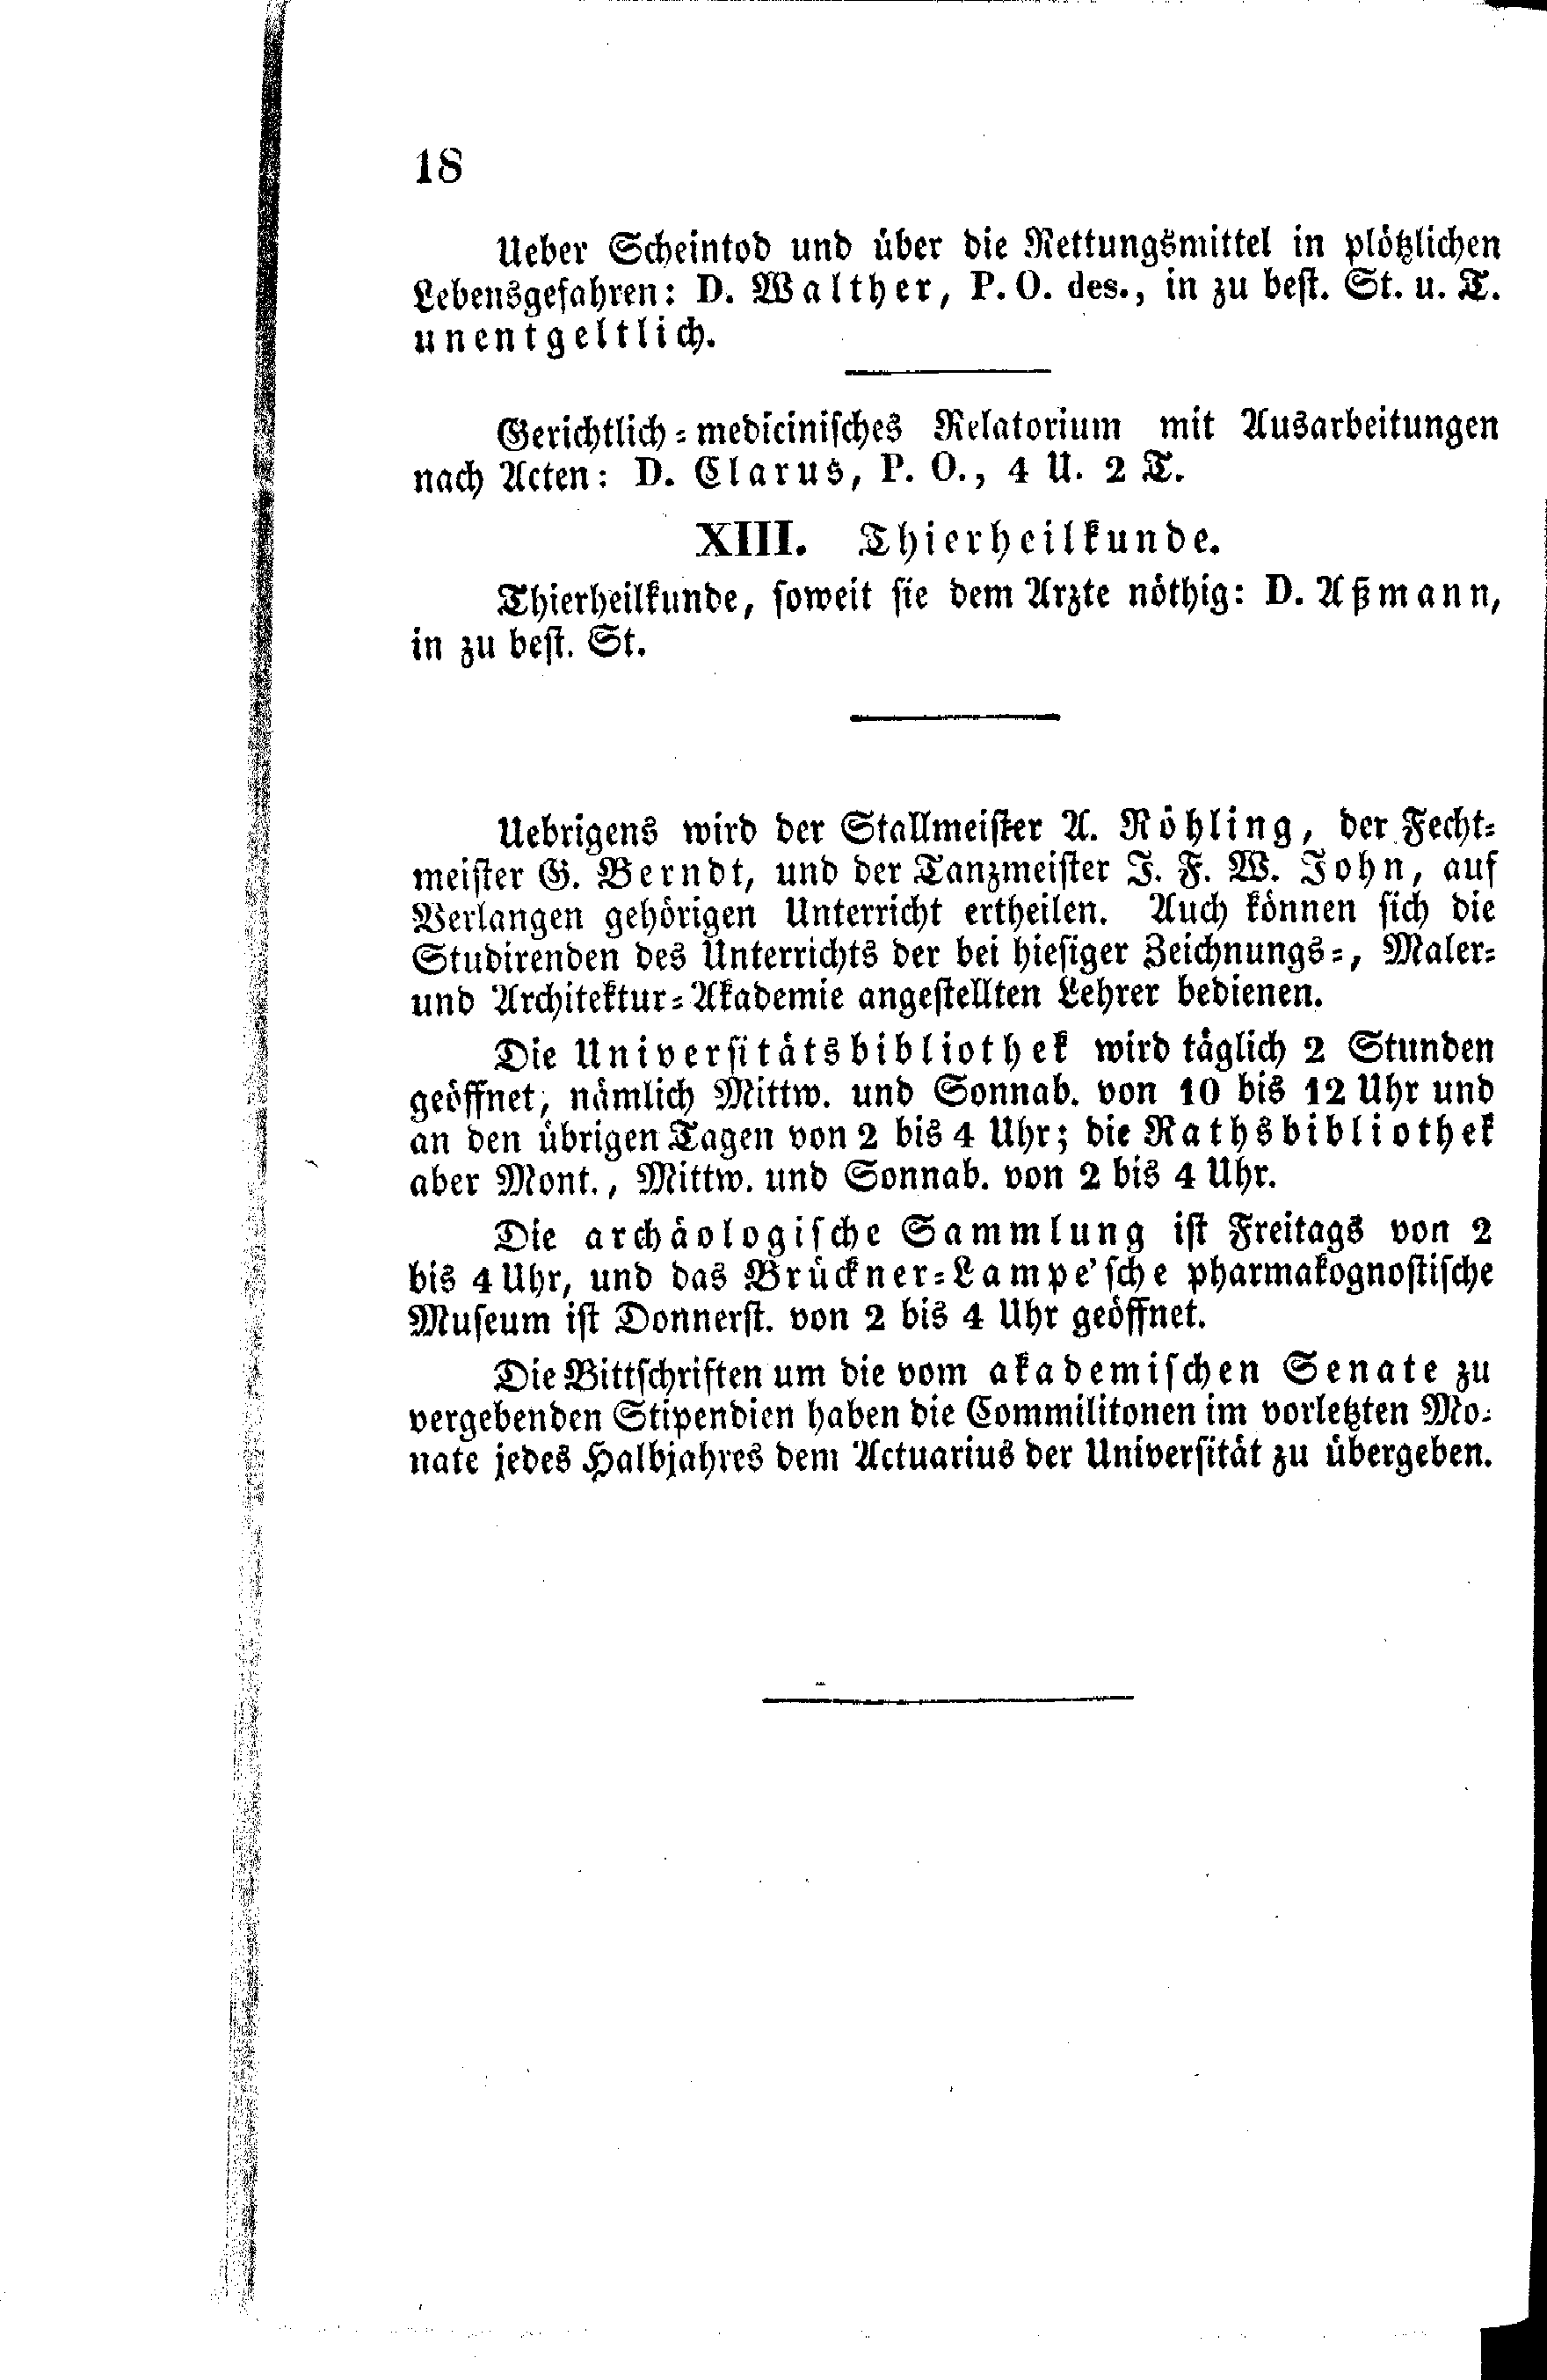 18
Ueber Scheintod und über die Rettungsmittel in plötzlichen
Lebensgefahren: D. Walther, P. O. des., in zu best. St. u. T.
unentgeltlich.
Gerichtlich-medicinisches Relatorium mit Ausarbeitungen
nach Acten: D. Clarus, P. O., 4 U. 2 T.
XIII. Thierheilkunde.
Thierheilkunde, soweit sie dem Arzte nöthig: D. Aßmann,
in zu best. St.
Uebrigens wird der Stallmeister A. Röhling, der Fecht-
meister G. Berndt, und der Tanzmeister J. F. W. John, auf
Verlangen gehörigen Unterricht ertheilen. Auch können sich die
Studirenden des Unterrichts der bei hiesiger Zeichnungs-, Maler-
und Architektur-Akademie angestellten Lehrer bedienen.
Die Universitätsbibliothek wird täglich 2 Stunden
geöffnet, nämlich Mittw. und Sonnab. von 10 bis 12 Uhr und
an den übrigen Tagen von 2 bis 4 Uhr; die Rathsbibliothek
aber Mont., Mittw. und Sonnab. von 2 bis 4 Uhr.
Die archäologische Sammlung ist Freitags von 2
bis 4 Uhr, und das Brückner-Lampe'sche pharmakognostische
Museum ist Donnerst. von 2 bis 4 Uhr geöffnet.
Die Bittschriften um die vom akademischen Senate zu
vergebenden Stipendien haben die Commilitonen im vorletzten Mo-
nate jedes Halbjahres dem Actuarius der Universität zu übergeben.